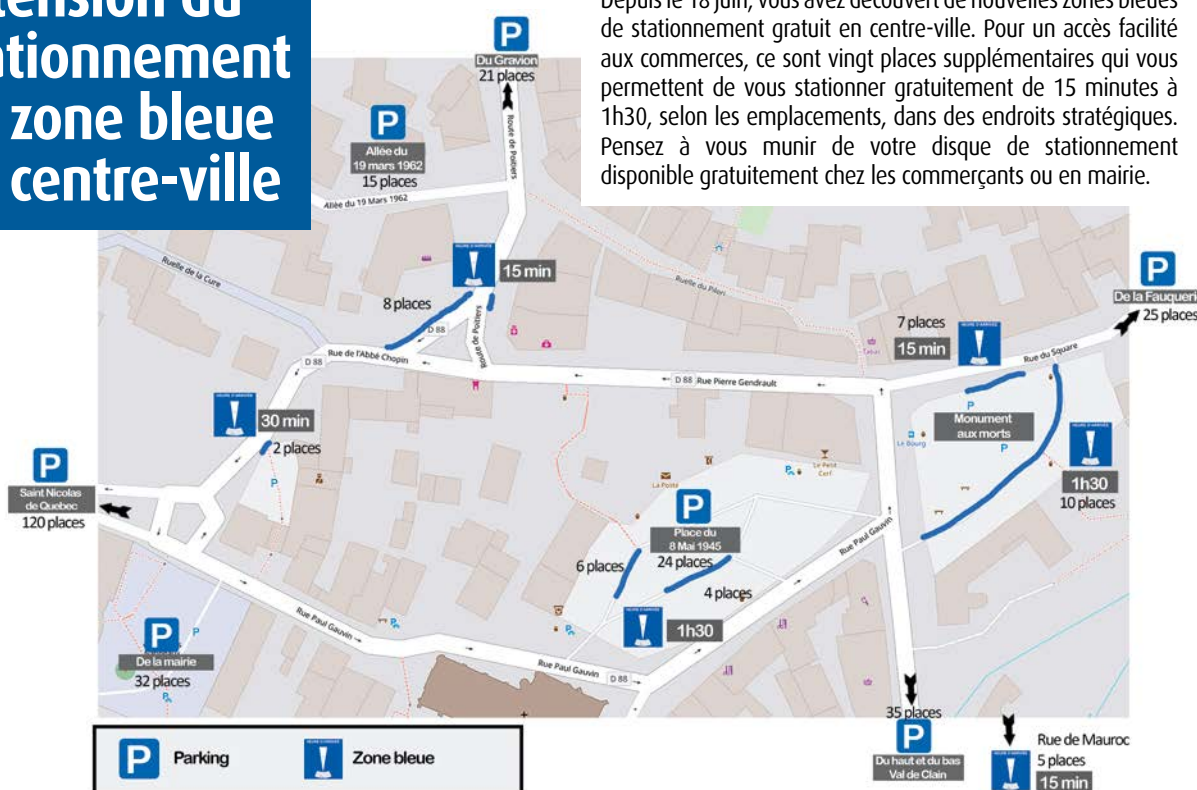 tension du
ationnement
zone bleue
centre-ville
Depuis le 18 juin, vous avez découvert de nouvelles zones bleues
de stationnement gratuit en centre-ville. Pour un accès facilité
aux commerces, ce sont vingt places supplémentaires qui vous
permettent de vous stationner gratuitement de 15 minutes à
1h30, selon les emplacements, dans des endroits stratégiques.
Pensez à vous munir de votre disque de stationnement
disponible gratuitement chez les commerçants ou en mairie.
P
Du Gravion
21 places
P
Allée du
19 mars 1962
15 places
Allée du 19 Mars 1962
Route de Poitiers
Ruelle de la Cure
15 min
8 places
D 88
Route de Poitiers
Rue de l'Abbé Chopin
D 88
Ruelle du Pilori
D 88 Rue Pierre Gendrault
Tabac
7 places
15 min
Rue du Square
P
De la Fauquerie
25 places
P
P
Monument
aux morts
Le Bourg
1h30
10 places
30 min
2 places
P
P
Saint Nicolas
de Quebec
120 places
La Poste
Le Petit
Cerf
P
Place du
8 Mai 1945
24 places
6 places
4 places
1h30
Rue Paul Gauvin
Rue Paul Gauvin
Rue Paul Gauvin
D 88
P
P
De la mairie
32 places
35 places
P
Du haut et du bas
Val de Clain
Rue de Mauroc
5 places
15 min
P
Parking
Zone bleue